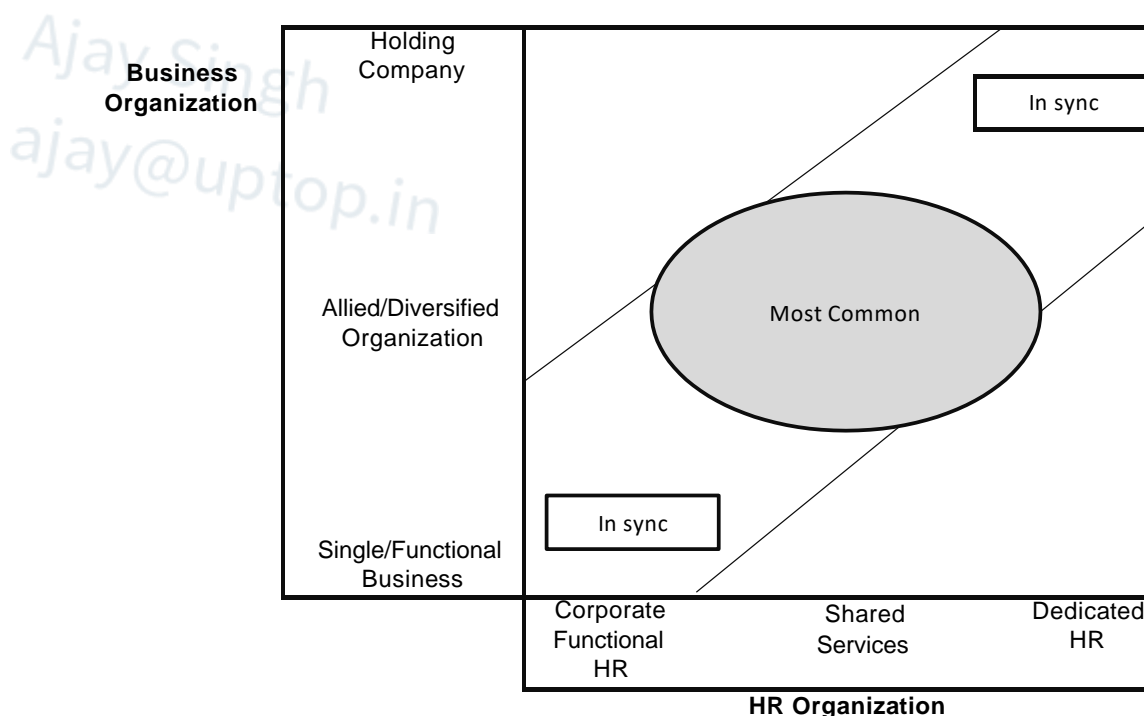 Ajay Singh
ajay@uptop.in
Business
Organization
Holding
Company
In sync
Allied/Diversified
Organization
Most Common
In sync
Single/Functional
Business
Corporate
Functional
HR
Shared
Services
Dedicated
HR
HR Organization